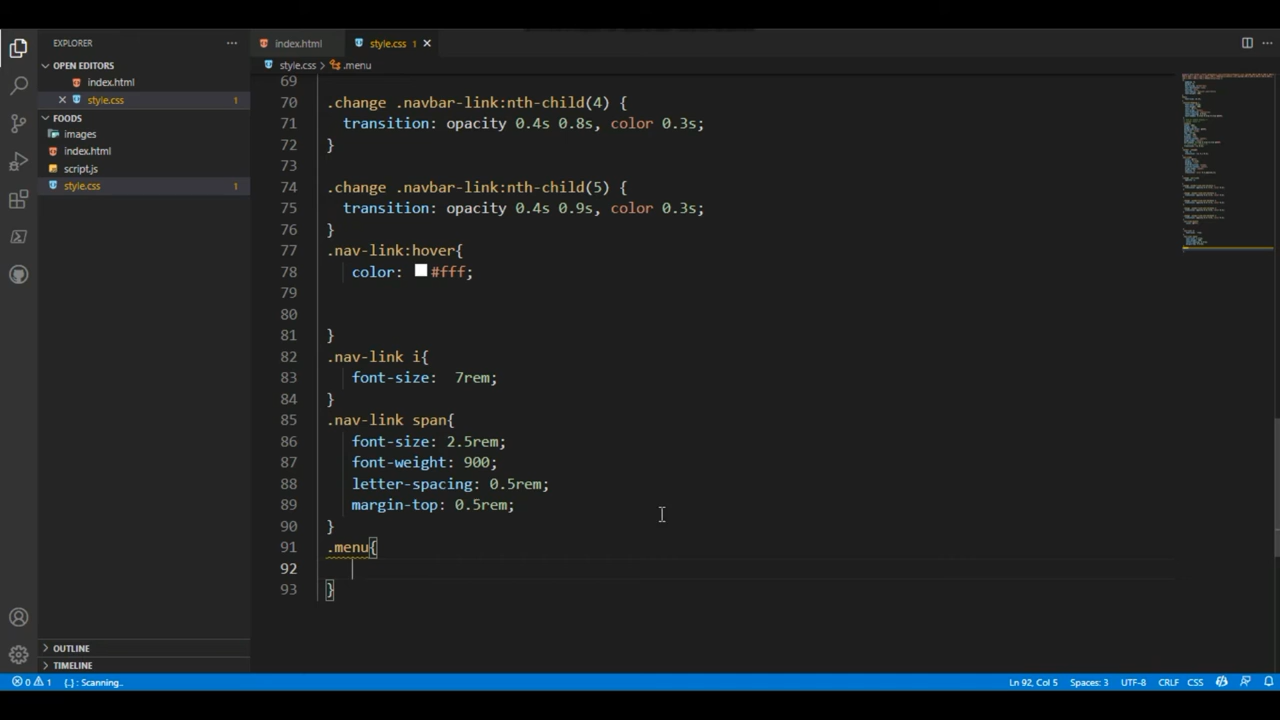 EXPLORER
OPEN EDITORS
index.html
style.css 1
FOODS
images
index.html
script.js
style.css 1
OUTLINE
TIMELINE
index.html
style.css 1
style.css > .menu
69
70 .change .navbar-link:nth-child(4) {
71 transition: opacity 0.4s 0.8s, color 0.3s;
72 }
73
74 .change .navbar-link:nth-child(5) {
75 transition: opacity 0.4s 0.9s, color 0.3s;
76 }
77 .nav-link:hover{
78 color: #fff;
79
80
81 }
82 .nav-link i{
83 font-size:  7rem;
84 }
85 .nav-link span{
86 font-size: 2.5rem;
87 font-weight: 900;
88 letter-spacing: 0.5rem;
89 margin-top: 0.5rem;
90 }
91 .menu{
92
93 }
0 1 {..} : Scanning.. Ln 92, Col 5 Spaces: 3 UTF-8 CRLF CSS